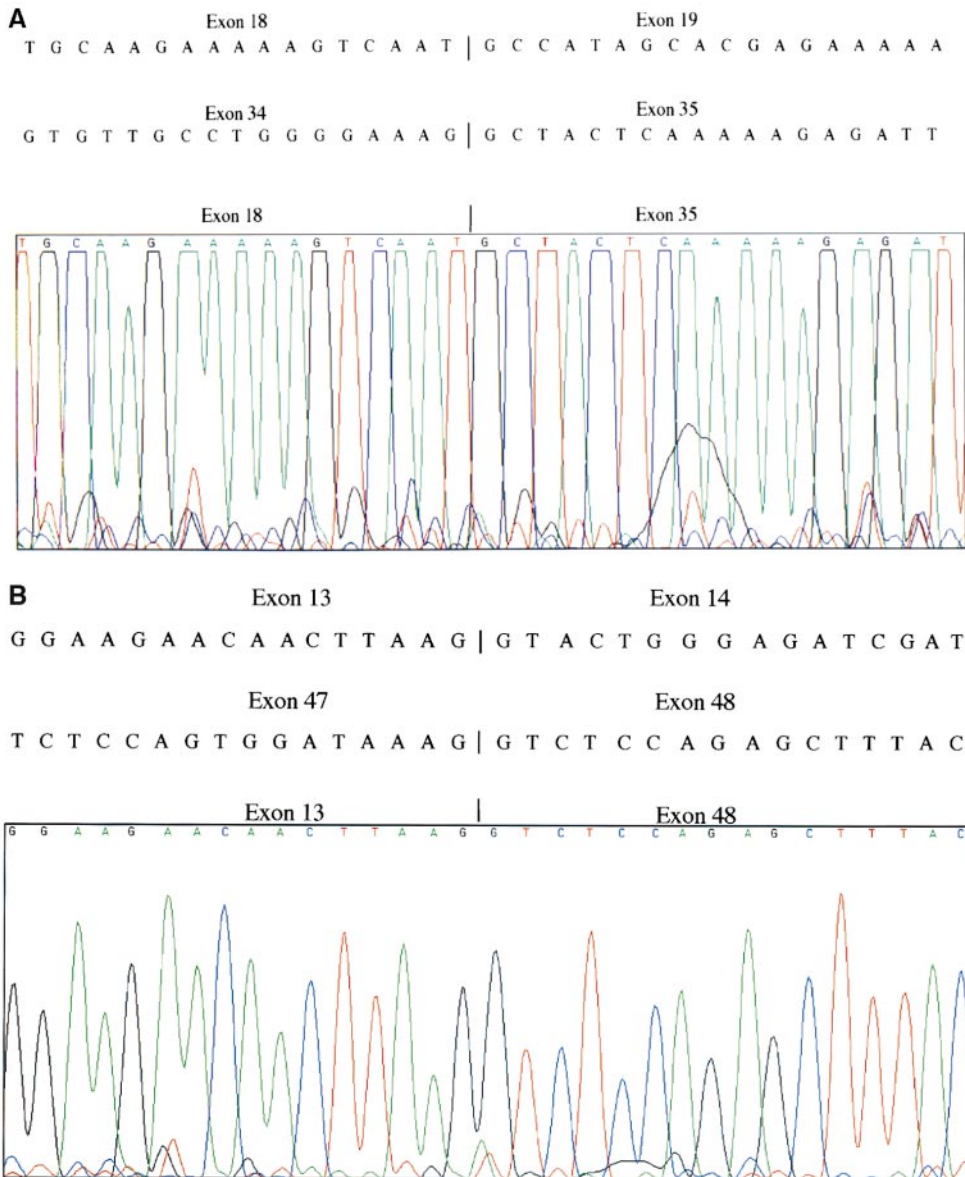 A
Exon 18 Exon 19
T G C A A G A A A A A G T C A A T | G C C A T A G C A C G A G A A A A A
Exon 34 Exon 35
G T G T T G C C T G G G G A A A G | G C T A C T C A A A A A G A G A T T
Exon 18 | Exon 35
T G C A A G A A A A A G T C A A T G C T A C T C A A A A A G A G A T
B
Exon 13 Exon 14
G G A A G A A C A A C T T A A G | G T A C T G G G A G A T C G A T
Exon 47 Exon 48
T C T C C A G T G G A T A A A G | G T C T C C A G A G C T T T A C
Exon 13 | Exon 48
G G A A G A A C A A C T T A A G G T C T C C A G A G C T T T A C